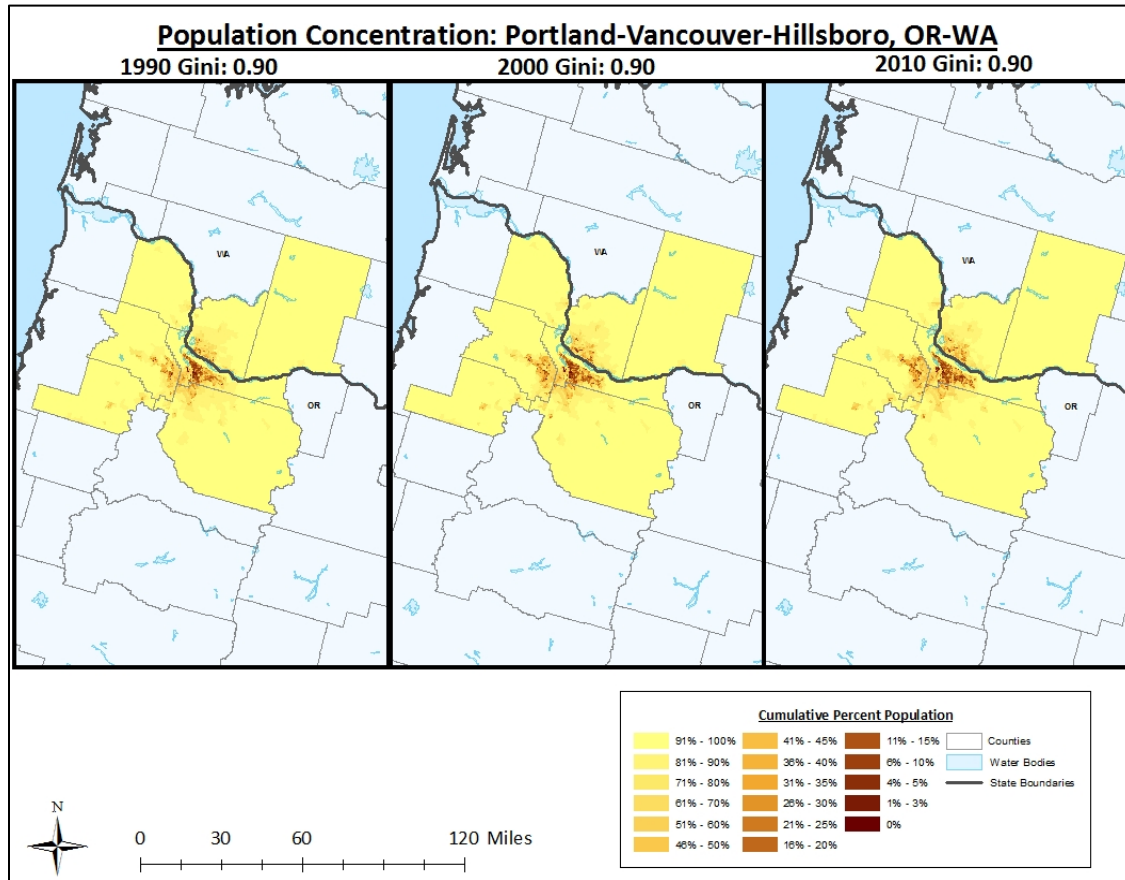 Population Concentration: Portland-Vancouver-Hillsboro, OR-WA
1990 Gini: 0.90
2000 Gini: 0.90
2010 Gini: 0.90
WA
OR
WA
OR
WA
OR
Cumulative Percent Population
91% - 100%
81% - 90%
71% - 80%
61% - 70%
51% - 60%
46% - 50%
41% - 45%
36% - 40%
31% - 35%
26% - 30%
21% - 25%
16% - 20%
11% - 15%
6% - 10%
4% - 5%
1% - 3%
0%
Counties
Water Bodies
State Boundaries
N
0 30 60 120 Miles